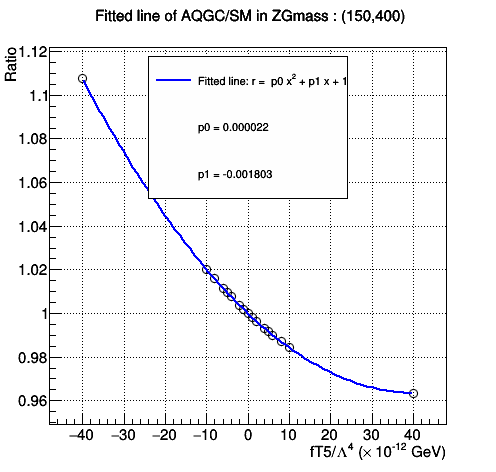 Fitted line of AQGC/SM in ZGmass : (150,400)
Ratio
1.12
1.1
1.08
1.06
1.04
1.02
1
0.98
0.96
Fitted line: r = p0 x² + p1 x + 1
p0 = 0.000022
p1 = -0.001803
−40 −30 −20 −10 0 10 20 30 40
fT5/Λ⁴ (× 10⁻¹² GeV)